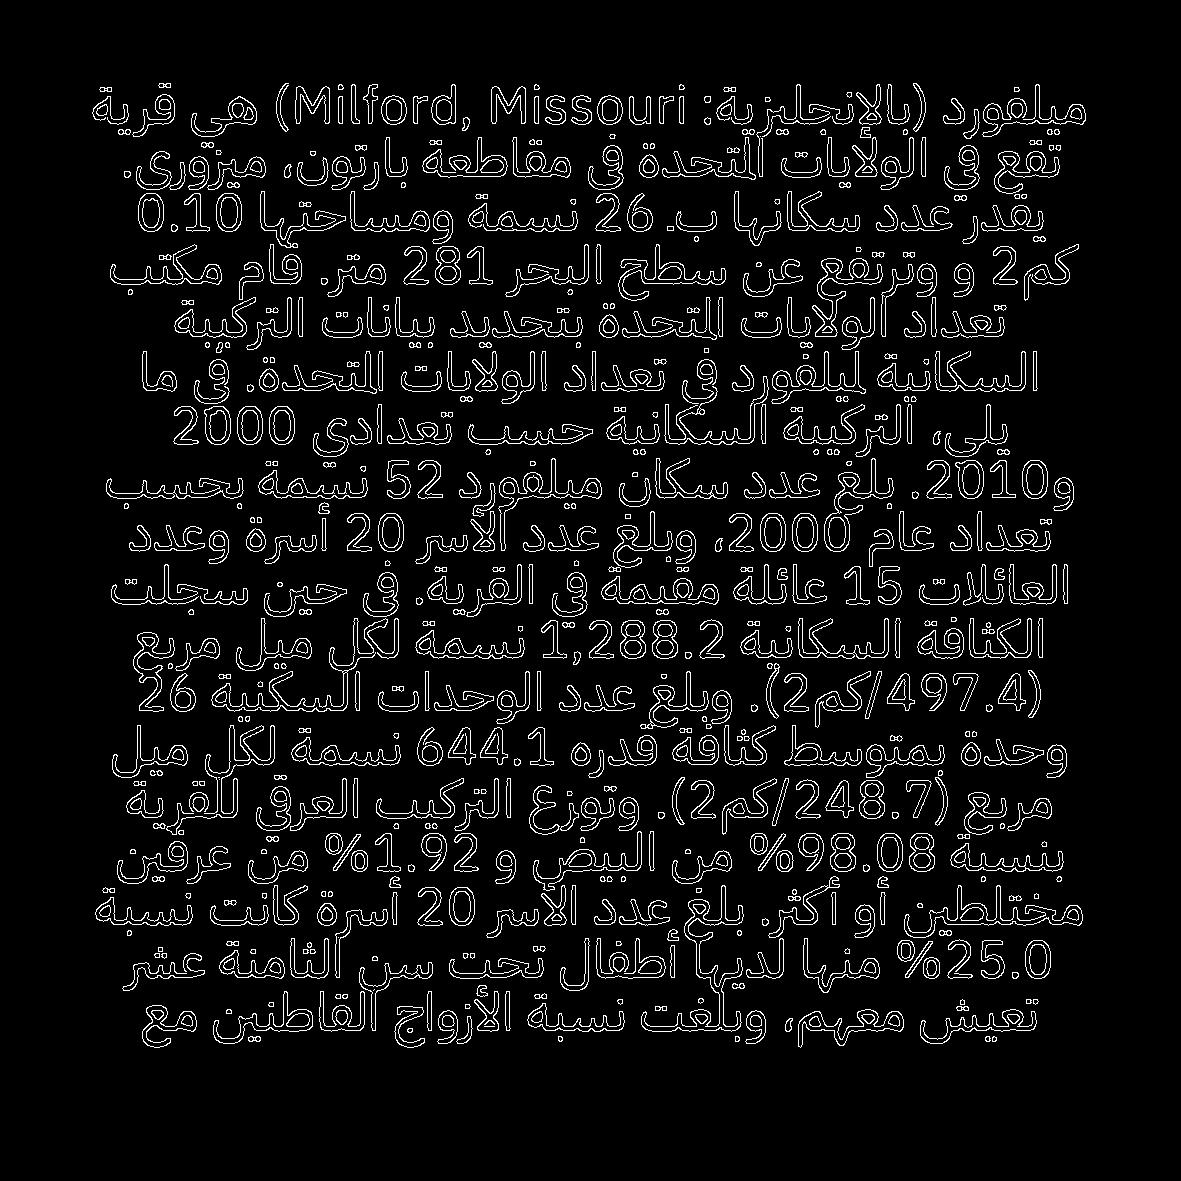 ميلفورد (بالإنجليزية: Milford, Missouri) هي قرية
تقع في الولايات المتحدة في مقاطعة بارتون، ميزوري.
يقدر عدد سكانها ب. 26 نسمة ومساحتها 0.10
كم2 و وترتفع عن سطح البحر 281 متر. قام مكتب
تعداد الولايات المتحدة بتحديد بيانات التركيبة
السكانية لميلفورد في تعداد الولايات المتحدة. في ما
يلي، التركيبة السكانية حسب تعدادي 2000
و2010. بلغ عدد سكان ميلفورد 52 نسمة بحسب
تعداد عام 2000، وبلغ عدد الأسر 20 أسرة وعدد
العائلات 15 عائلة مقيمة في القرية. في حين سجلت
الكثافة السكانية 1,288.2 نسمة لكل ميل مربع
(497.4/كم2). وبلغ عدد الوحدات السكنية 26
وحدة بمتوسط كثافة قدره 644.1 نسمة لكل ميل
مربع (248.7/كم2). وتوزع التركيب العرقي للقرية
بنسبة 98.08% من البيض و 1.92% من عرقين
مختلطين أو أكثر. بلغ عدد الأسر 20 أسرة كانت نسبة
25.0% منها لديها أطفال تحت سن الثامنة عشر
تعيش معهم، وبلغت نسبة الأزواج القاطنين مع